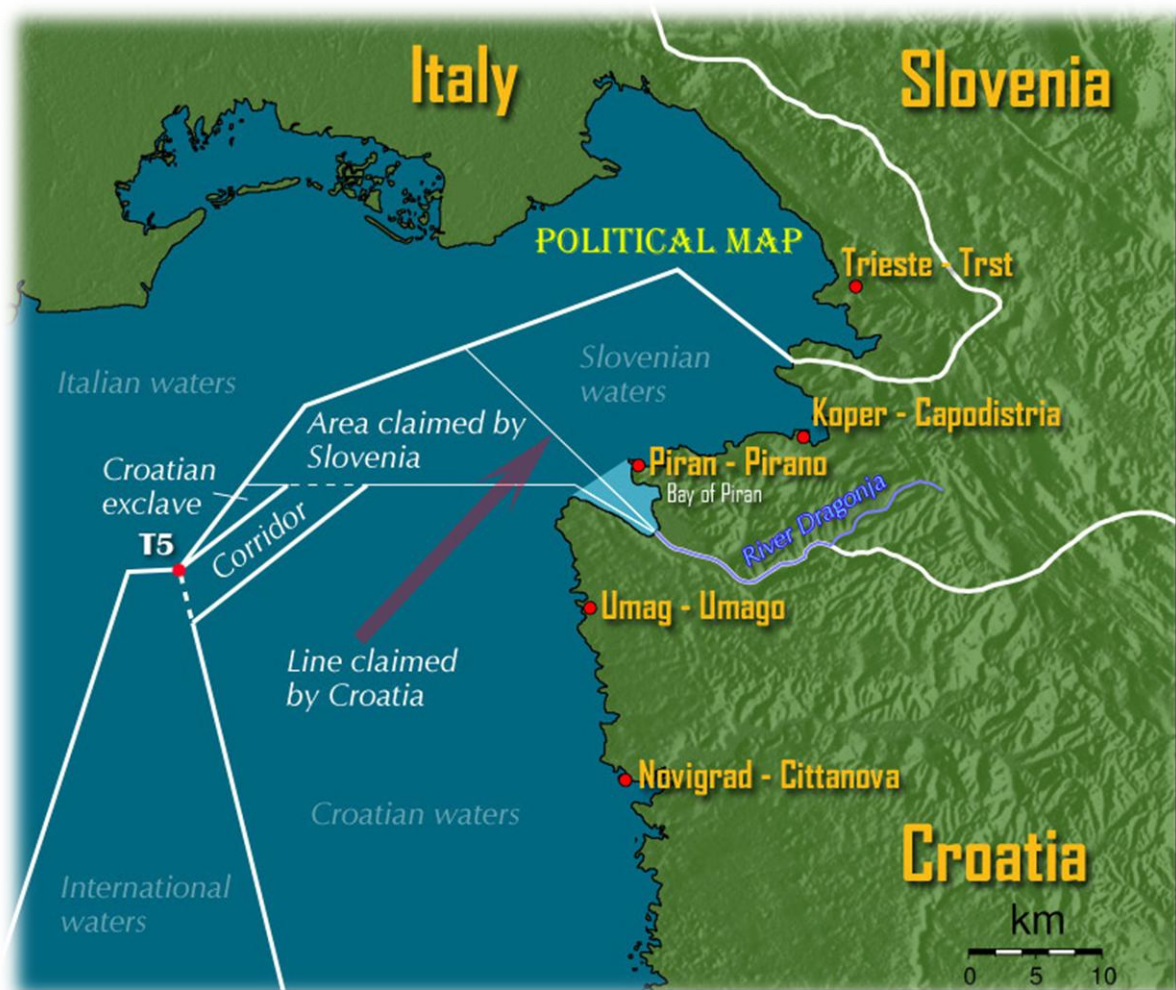 Italy
Slovenia
POLITICAL MAP
Trieste - Trst
Italian waters
Slovenian
waters
Koper - Capodistria
Area claimed by
Slovenia
Piran - Pirano
Bay of Piran
Croatian
exclave
River Dragonja
Corridor
T5
Umag - Umago
Line claimed
by Croatia
Novigrad - Cittanova
Croatian waters
Croatia
International
waters
km
0 5 10